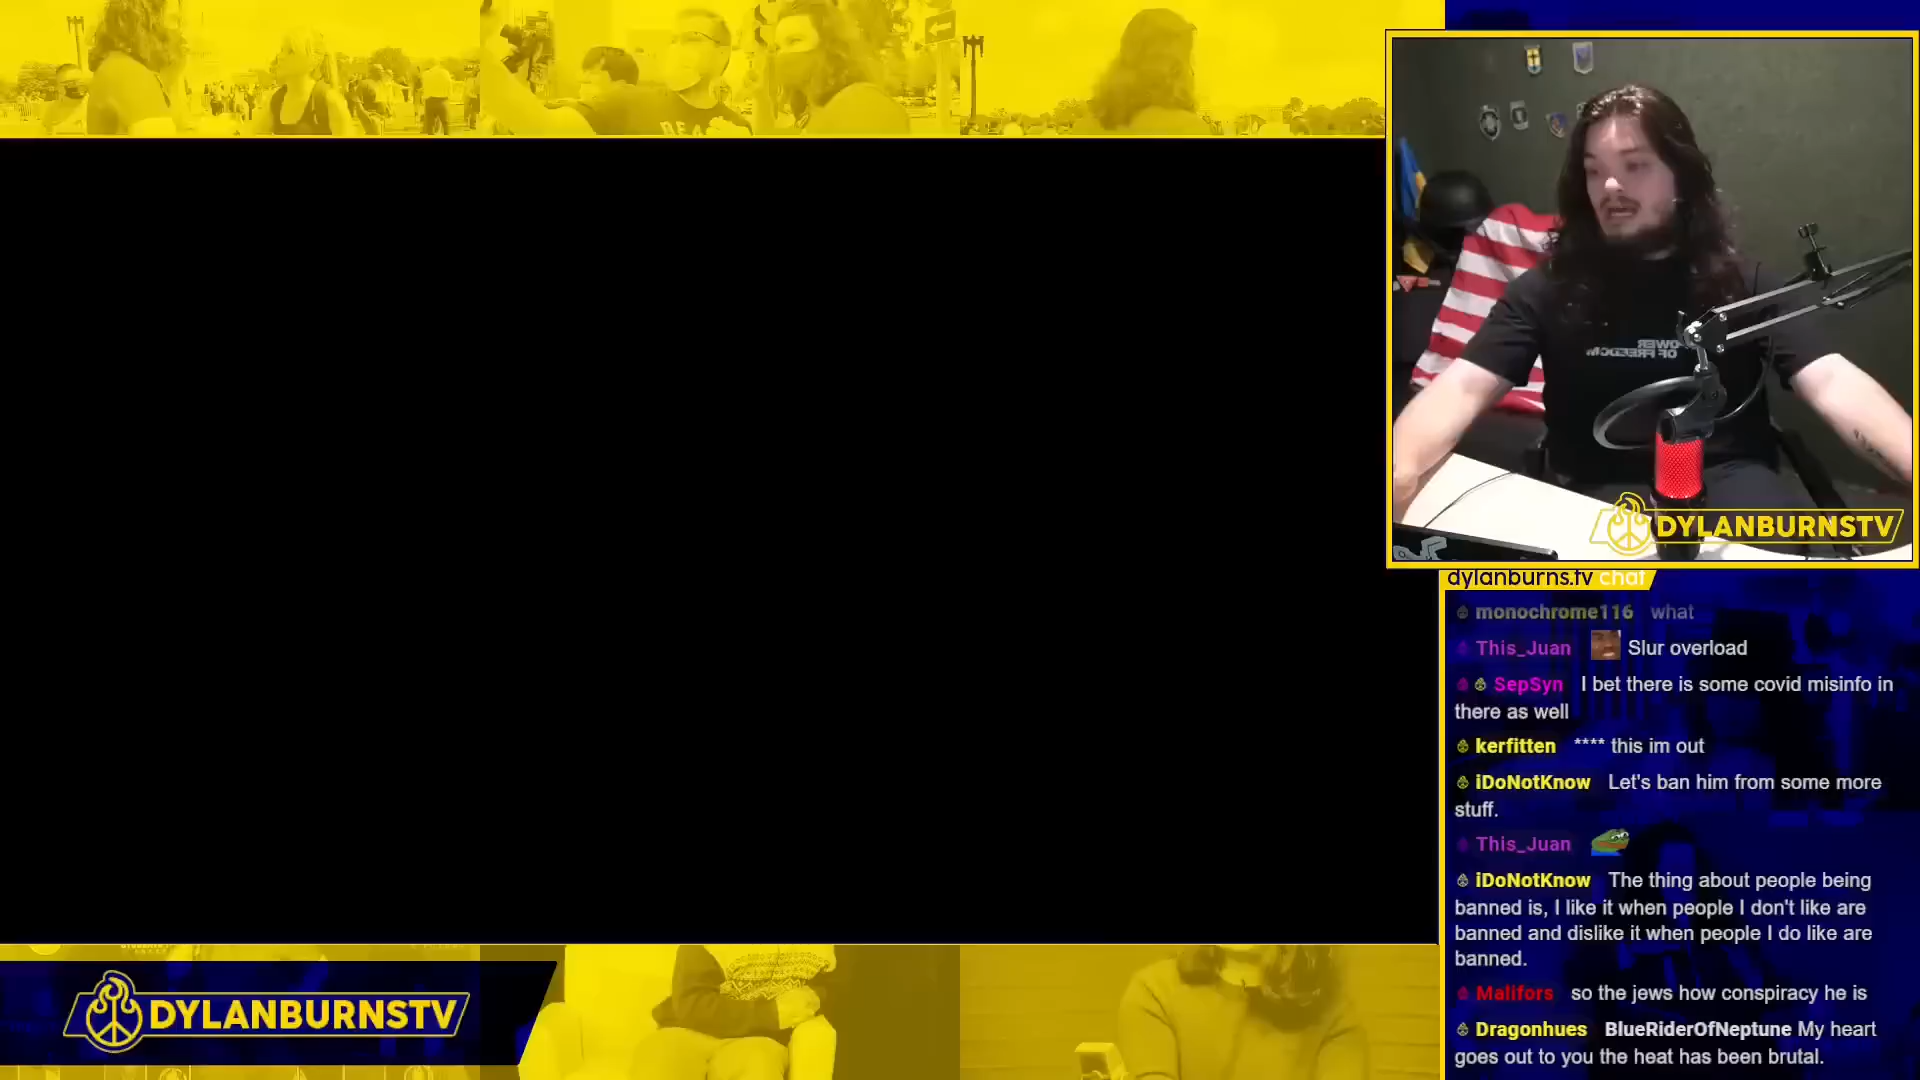 REA
OWER
OF FREEDOM
DYLANBURNSTV
dylanburns.tv chat
monochrome116 what
This_Juan Slur overload
SepSyn I bet there is some covid misinfo in
there as well
kerfitten **** this im out
iDoNotKnow Let's ban him from some more
stuff.
This_Juan
iDoNotKnow The thing about people being
banned is, I like it when people I don't like are
banned and dislike it when people I do like are
banned.
Malifors so the jews how conspiracy he is
Dragonhues BlueRiderOfNeptune My heart
goes out to you the heat has been brutal.
DYLANBURNSTV